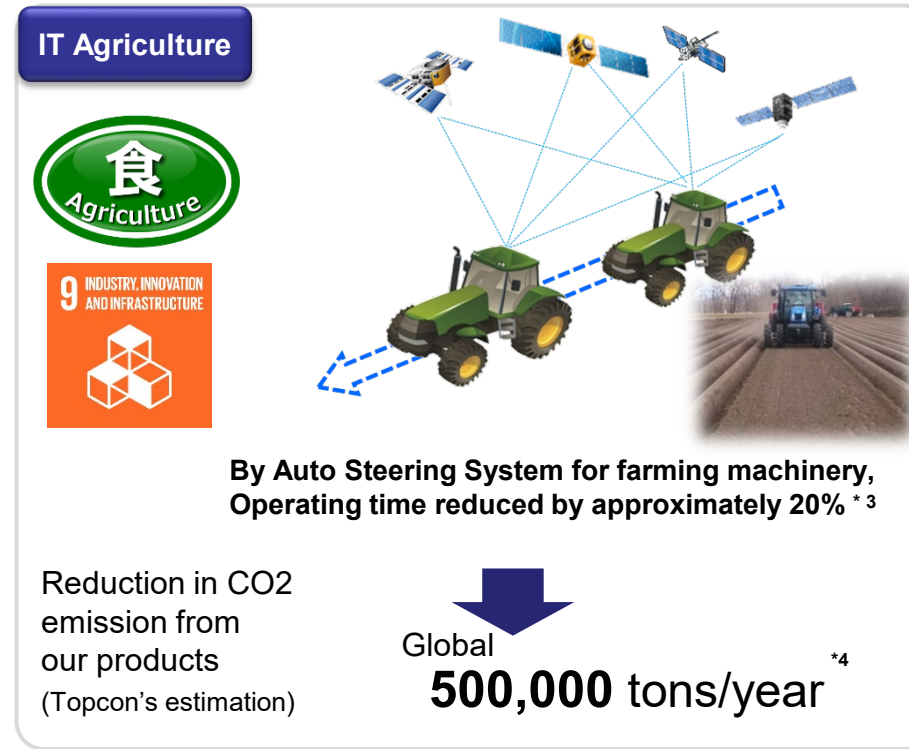 IT Agriculture
食
Agriculture
9 INDUSTRY, INNOVATION
AND INFRASTRUCTURE
By Auto Steering System for farming machinery,
Operating time reduced by approximately 20% * 3
Reduction in CO2
emission from
our products
(Topcon's estimation)
Global
500,000 tons/year *4